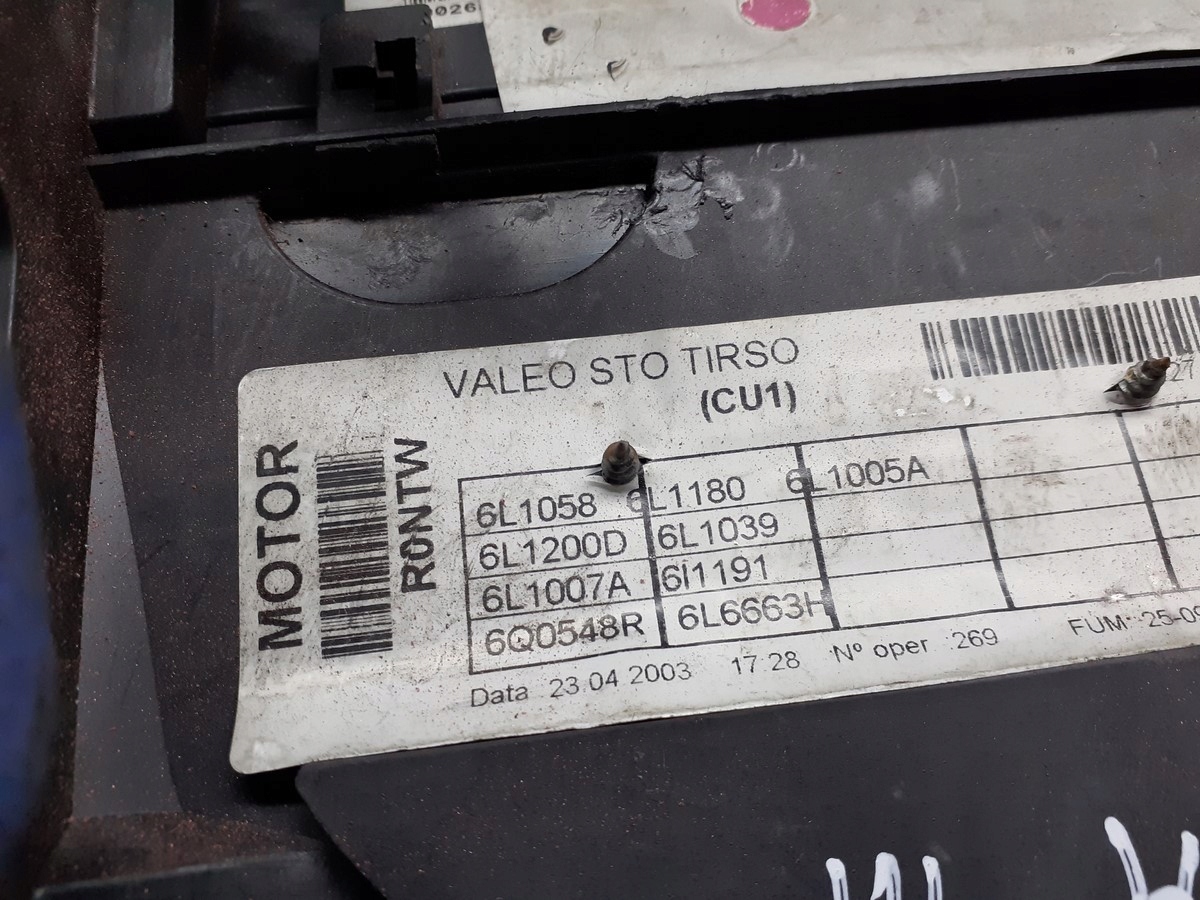 VALEO STO TIRSO
(CU1)
MOTOR
R0NTW
6L1058 6L1180 6L1005A
6L1200D 6L1039
6L1007A 6I1191
6Q0548R 6L6663H
Data 23.04 2003 17:28 Nº oper 269 FUM: